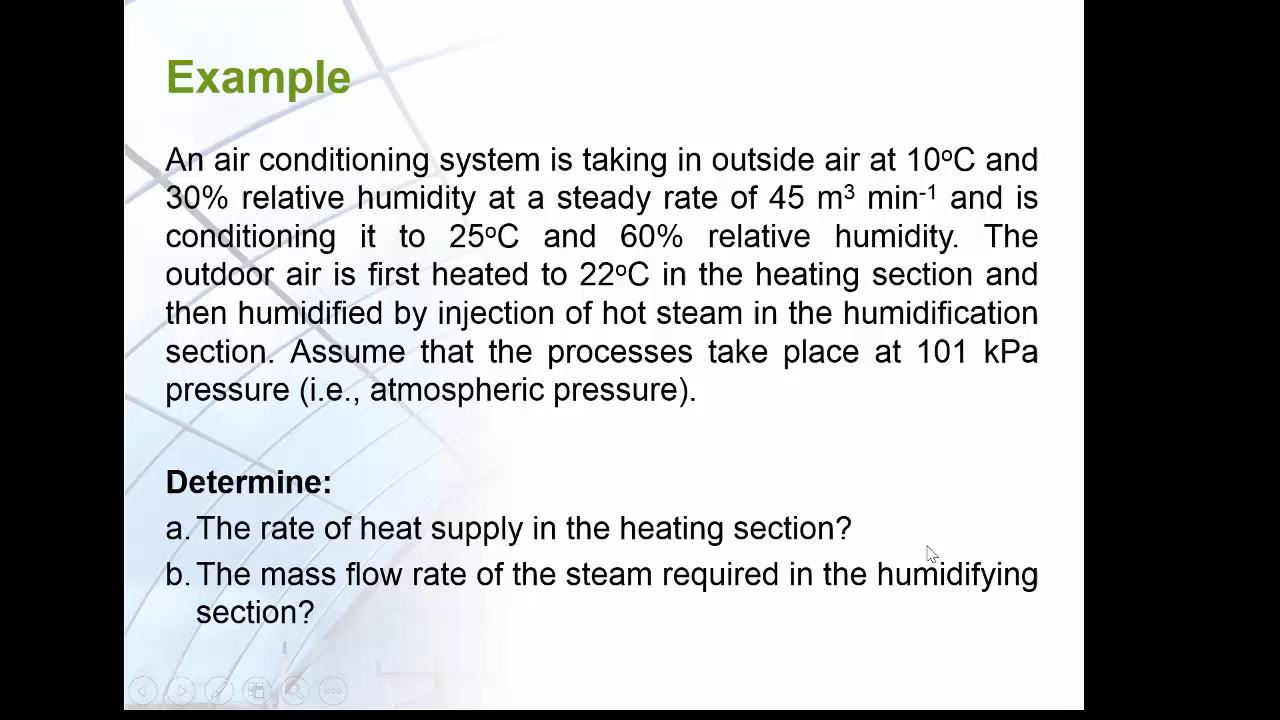 Example
An air conditioning system is taking in outside air at 10ºC and
30% relative humidity at a steady rate of 45 m³ min⁻¹ and is
conditioning it to 25ºC and 60% relative humidity. The
outdoor air is first heated to 22ºC in the heating section and
then humidified by injection of hot steam in the humidification
section. Assume that the processes take place at 101 kPa
pressure (i.e., atmospheric pressure).
Determine:
a. The rate of heat supply in the heating section?
b. The mass flow rate of the steam required in the humidifying
section?